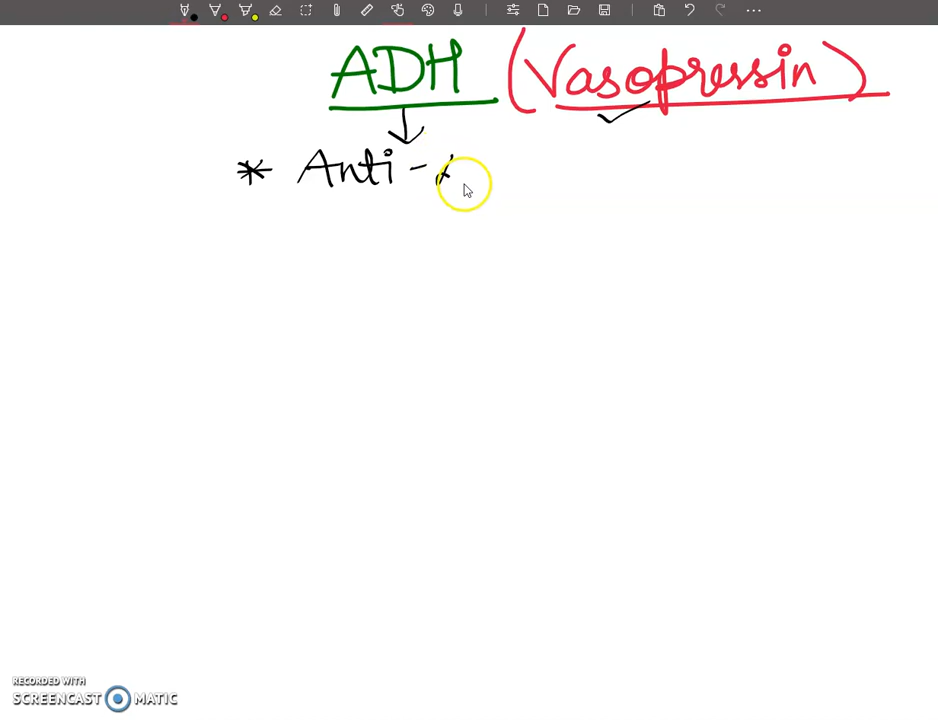 ADH (Vasopressin)
* Anti-
RECORDED WITH
SCREENCAST MATIC